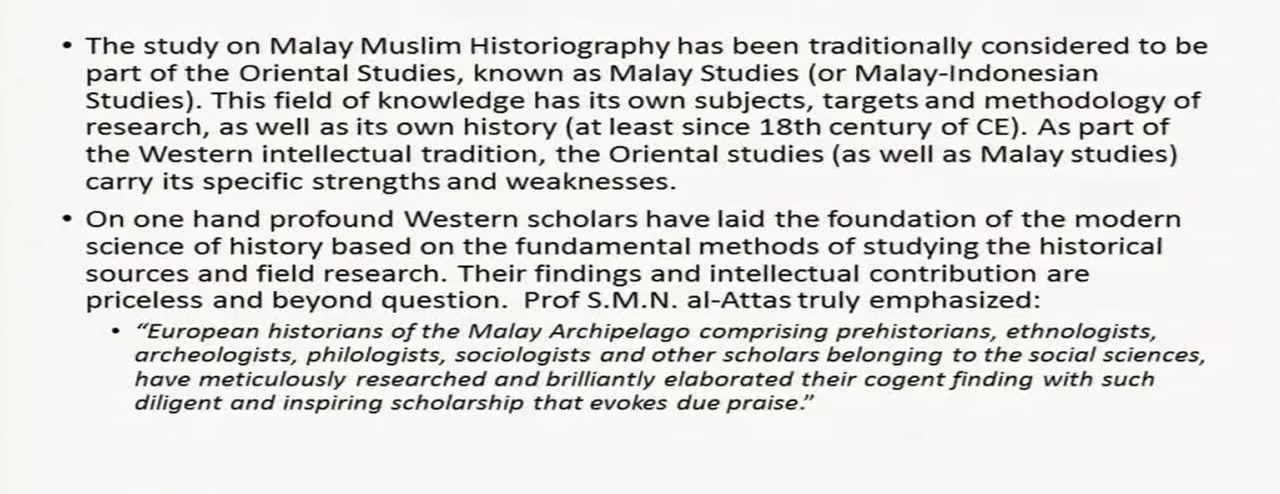 • The study on Malay Muslim Historiography has been traditionally considered to be
part of the Oriental Studies, known as Malay Studies (or Malay-Indonesian
Studies). This field of knowledge has its own subjects, targets and methodology of
research, as well as its own history (at least since 18th century of CE). As part of
the Western intellectual tradition, the Oriental studies (as well as Malay studies)
carry its specific strengths and weaknesses.
• On one hand profound Western scholars have laid the foundation of the modern
science of history based on the fundamental methods of studying the historical
sources and field research. Their findings and intellectual contribution are
priceless and beyond question. Prof S.M.N. al-Attas truly emphasized:
• “European historians of the Malay Archipelago comprising prehistorians, ethnologists,
archeologists, philologists, sociologists and other scholars belonging to the social sciences,
have meticulously researched and brilliantly elaborated their cogent finding with such
diligent and inspiring scholarship that evokes due praise.”